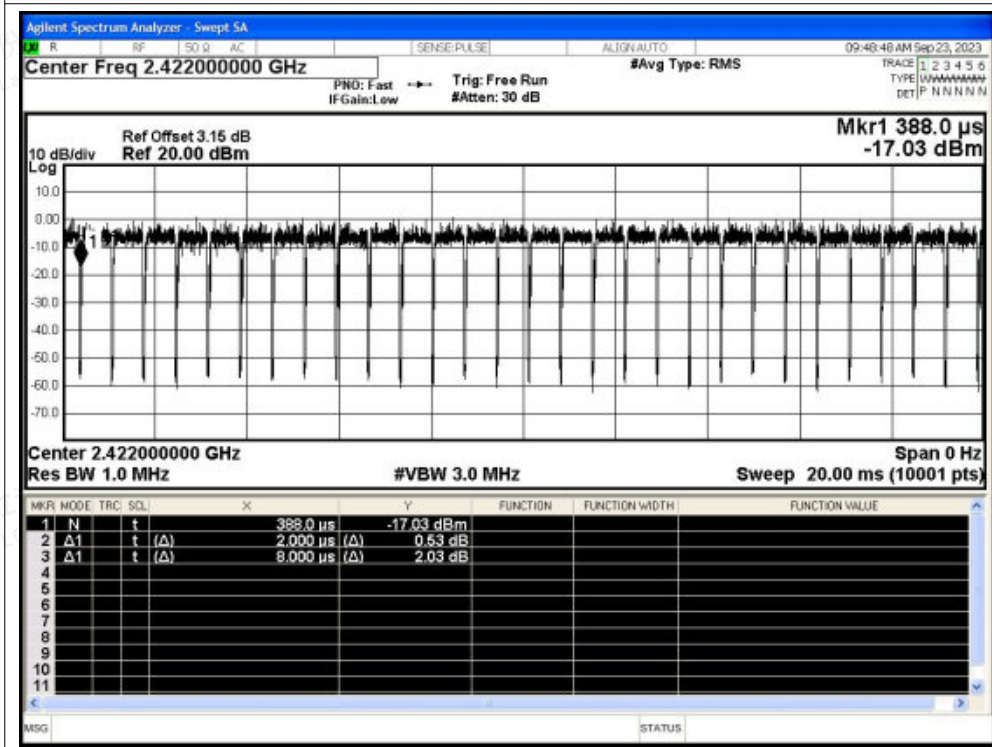 Agilent Spectrum Analyzer - Swept SA
LXI R RF 50 Ω AC SENSE:PULSE ALIGN AUTO 09:48:48 AM Sep 23, 2023
Center Freq 2.422000000 GHz #Avg Type: RMS TRACE 1 2 3 4 5 6
PNO: Fast Trig: Free Run TYPE WWWWWW
IFGain:Low #Atten: 30 dB DET P N N N N N
Mkr1 388.0 µs
-17.03 dBm
Ref Offset 3.15 dB
10 dB/div Ref 20.00 dBm
Log
10.0
0.00
-10.0
-20.0
-30.0
-40.0
-50.0
-60.0
-70.0
1
Center 2.422000000 GHz Span 0 Hz
Res BW 1.0 MHz #VBW 3.0 MHz Sweep 20.00 ms (10001 pts)
MKR MODE TRC SCL X Y FUNCTION FUNCTION WIDTH FUNCTION VALUE
1 N t 388.0 µs -17.03 dBm
2 Δ1 t (Δ) 2.000 µs (Δ) 0.53 dB
3 Δ1 t (Δ) 8.000 µs (Δ) 2.03 dB
4
5
6
7
8
9
10
11
MSG STATUS